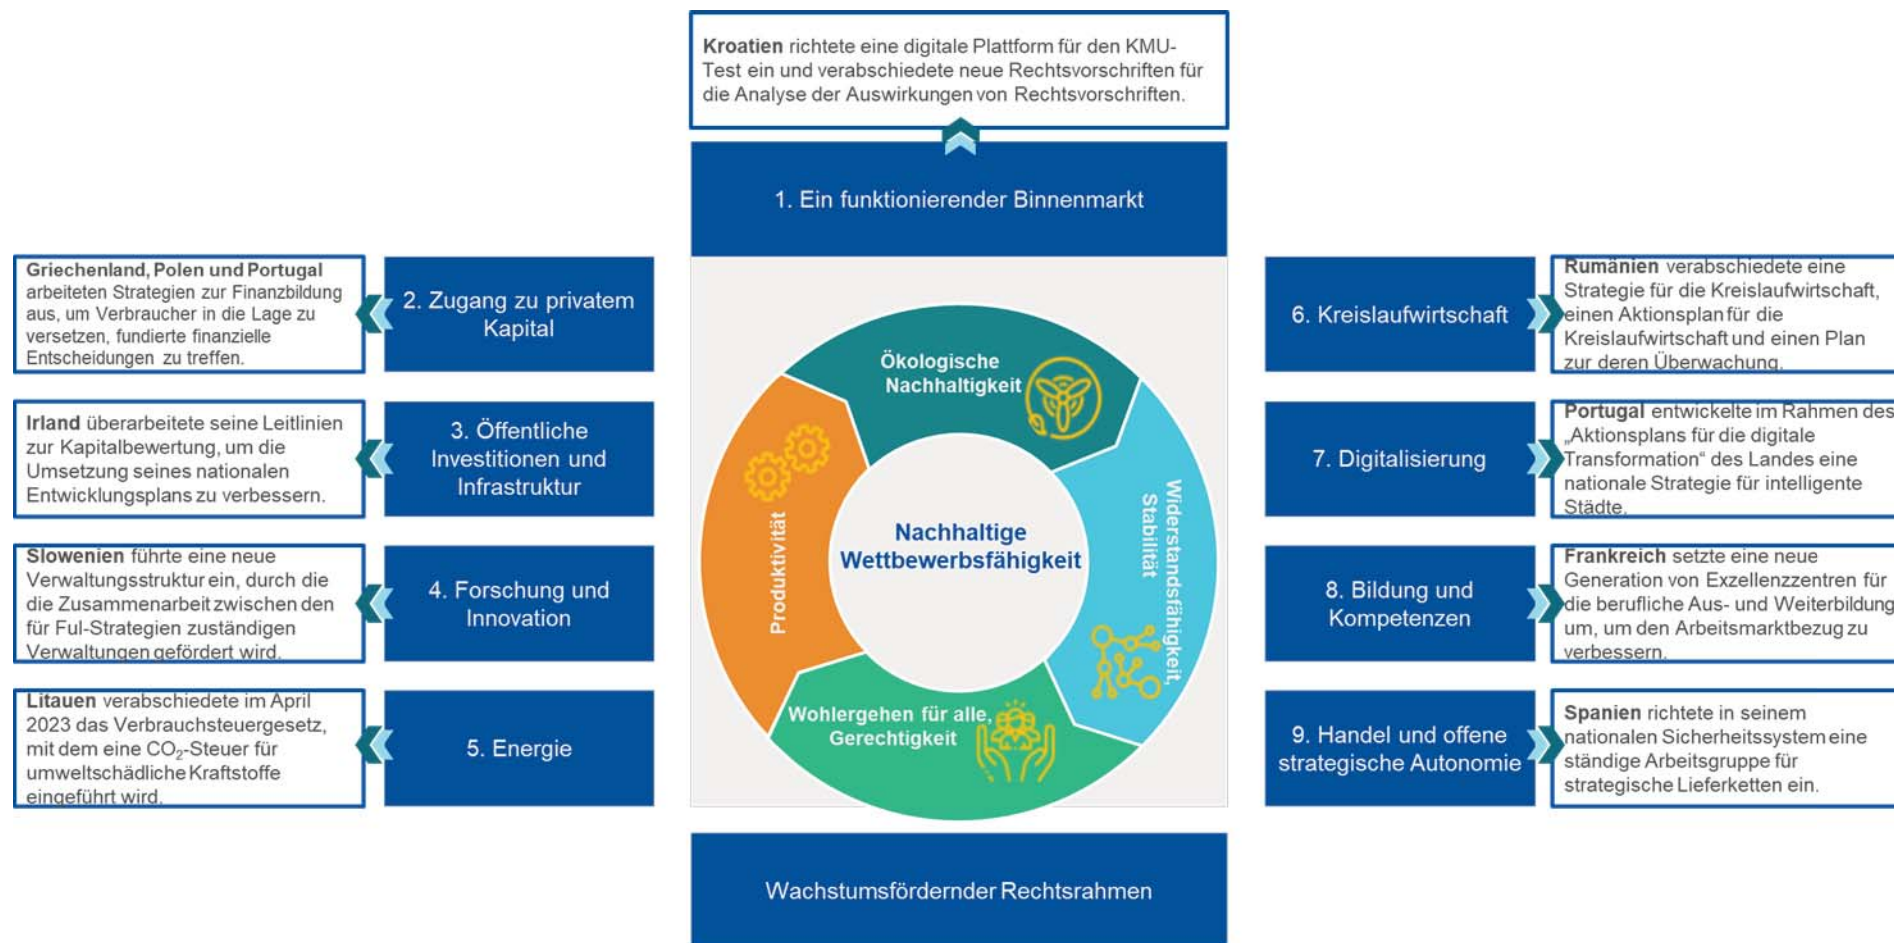 Kroatien richtete eine digitale Plattform für den KMU-
Test ein und verabschiedete neue Rechtsvorschriften für
die Analyse der Auswirkungen von Rechtsvorschriften.
1. Ein funktionierender Binnenmarkt
Griechenland, Polen und Portugal
arbeiteten Strategien zur Finanzbildung
aus, um Verbraucher in die Lage zu
versetzen, fundierte finanzielle
Entscheidungen zu treffen.
2. Zugang zu privatem
Kapital
Irland überarbeitete seine Leitlinien
zur Kapitalbewertung, um die
Umsetzung seines nationalen
Entwicklungsplans zu verbessern.
3. Öffentliche
Investitionen und
Infrastruktur
Slowenien führte eine neue
Verwaltungsstruktur ein, durch die
die Zusammenarbeit zwischen den
für FuI-Strategien zuständigen
Verwaltungen gefördert wird.
4. Forschung und
Innovation
Litauen verabschiedete im April
2023 das Verbrauchsteuergesetz,
mit dem eine CO₂-Steuer für
umweltschädliche Kraftstoffe
eingeführt wird.
5. Energie
Ökologische
Nachhaltigkeit
Widerstandsfähigkeit,
Stabilität
Wohlergehen für alle,
Gerechtigkeit
Produktivität
Nachhaltige
Wettbewerbsfähigkeit
6. Kreislaufwirtschaft
Rumänien verabschiedete eine
Strategie für die Kreislaufwirtschaft,
einen Aktionsplan für die
Kreislaufwirtschaft und einen Plan
zur deren Überwachung.
7. Digitalisierung
Portugal entwickelte im Rahmen des
„Aktionsplans für die digitale
Transformation“ des Landes eine
nationale Strategie für intelligente
Städte.
8. Bildung und
Kompetenzen
Frankreich setzte eine neue
Generation von Exzellenzzentren für
die berufliche Aus- und Weiterbildung
um, um den Arbeitsmarktbezug zu
verbessern.
9. Handel und offene
strategische Autonomie
Spanien richtete in seinem
nationalen Sicherheitssystem eine
ständige Arbeitsgruppe für
strategische Lieferketten ein.
Wachstumsfördernder Rechtsrahmen